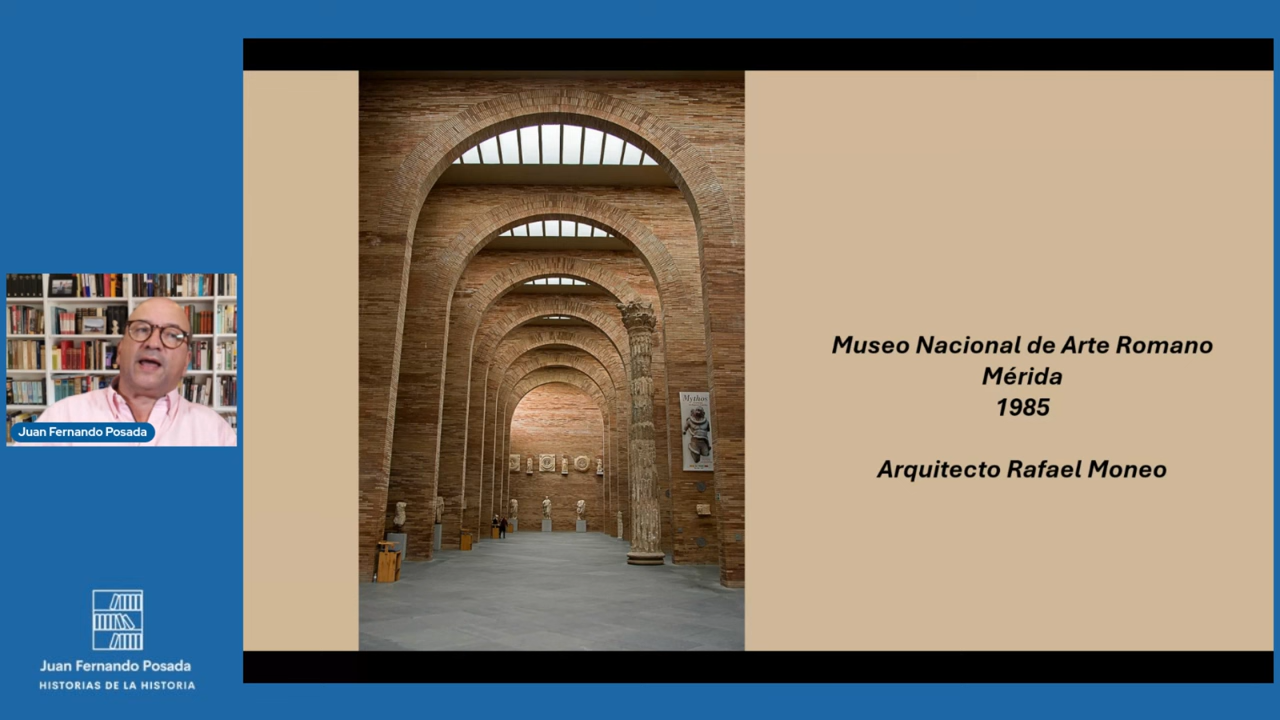 Museo Nacional de Arte Romano
Mérida
1985
Arquitecto Rafael Moneo
Mythos
Juan Fernando Posada
Juan Fernando Posada
HISTORIAS DE LA HISTORIA